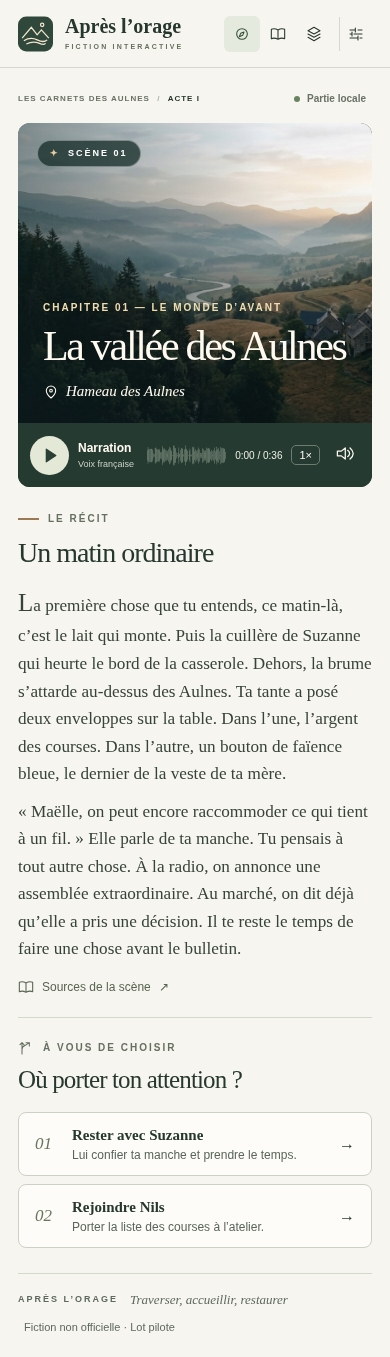 Après l’orage
FICTION INTERACTIVE
LES CARNETS DES AULNES / ACTE I
Partie locale
SCÈNE 01
CHAPITRE 01 — LE MONDE D’AVANT
La vallée des Aulnes
Hameau des Aulnes
Narration
Voix française
0:00 / 0:36
1×
LE RÉCIT
Un matin ordinaire
La première chose que tu entends, ce matin-là,
c’est le lait qui monte. Puis la cuillère de Suzanne
qui heurte le bord de la casserole. Dehors, la brume
s’attarde au-dessus des Aulnes. Ta tante a posé
deux enveloppes sur la table. Dans l’une, l’argent
des courses. Dans l’autre, un bouton de faïence
bleue, le dernier de la veste de ta mère.
« Maëlle, on peut encore raccommoder ce qui tient
à un fil. » Elle parle de ta manche. Tu pensais à
tout autre chose. À la radio, on annonce une
assemblée extraordinaire. Au marché, on dit déjà
qu’elle a pris une décision. Il te reste le temps de
faire une chose avant le bulletin.
Sources de la scène ↗
À VOUS DE CHOISIR
Où porter ton attention ?
01
Rester avec Suzanne
Lui confier ta manche et prendre le temps.
→
02
Rejoindre Nils
Porter la liste des courses à l’atelier.
→
APRÈS L’ORAGE
Traverser, accueillir, restaurer
Fiction non officielle · Lot pilote